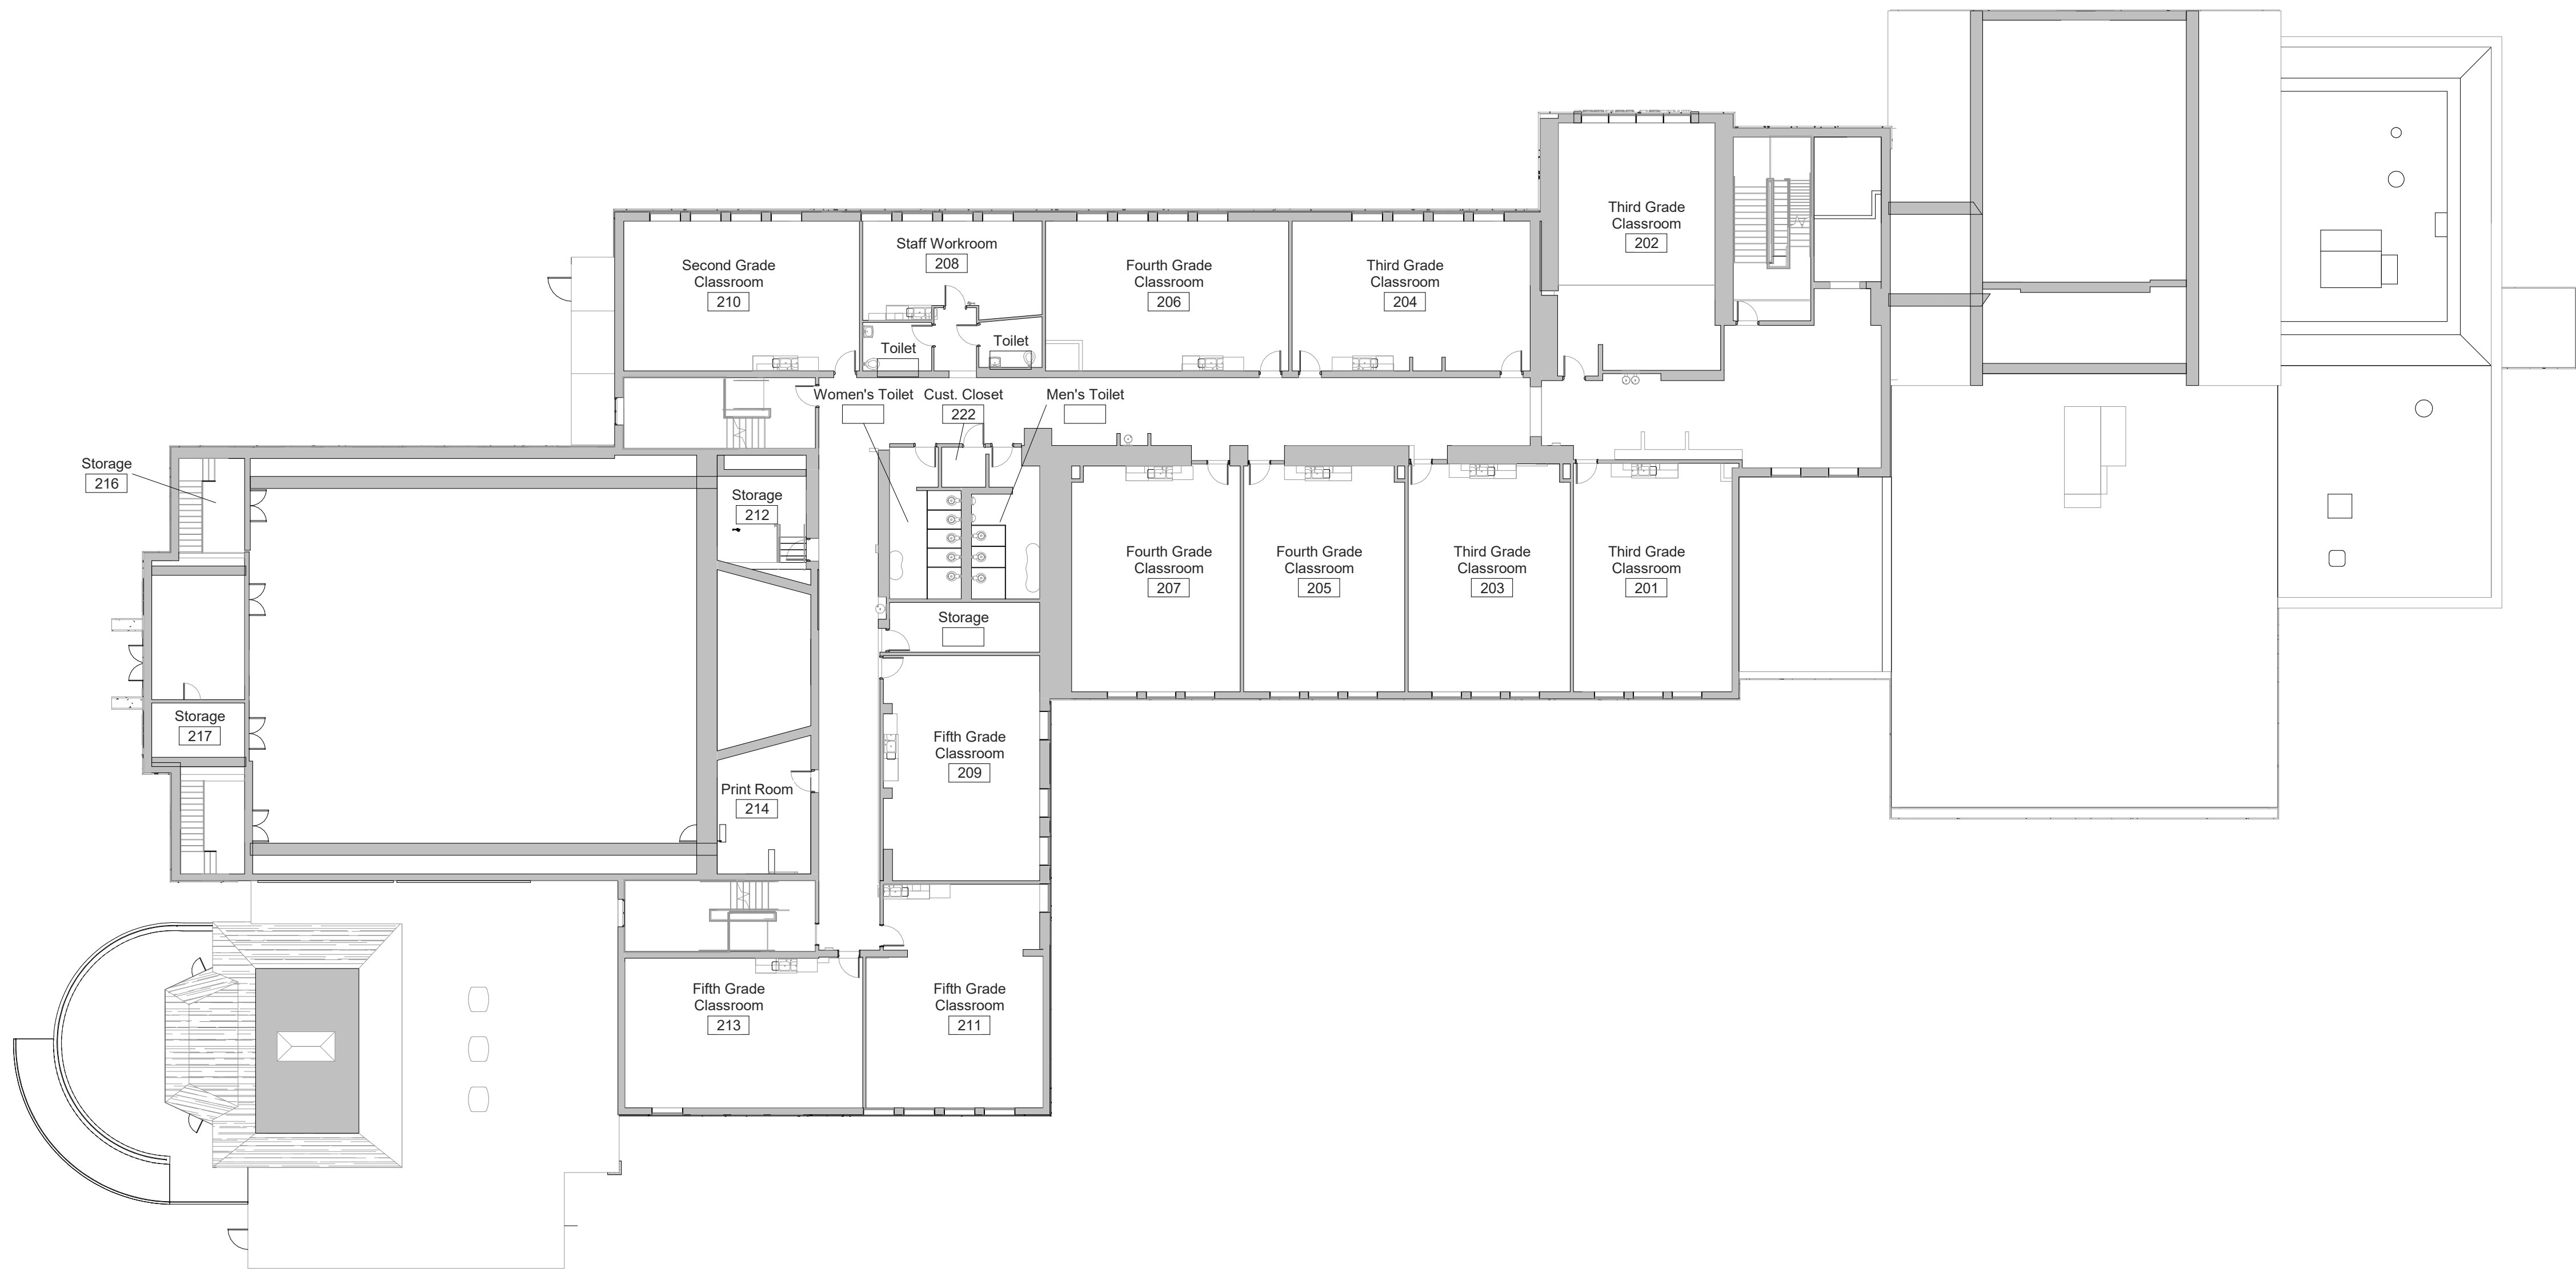 Third Grade
Classroom
202
Staff Workroom
208
Second Grade
Classroom
210
Fourth Grade
Classroom
206
Third Grade
Classroom
204
Toilet
Toilet
Women's Toilet
Cust. Closet
222
Men's Toilet
Storage
216
Storage
212
Fourth Grade
Classroom
207
Fourth Grade
Classroom
205
Third Grade
Classroom
203
Third Grade
Classroom
201
Storage
Storage
217
Fifth Grade
Classroom
209
Print Room
214
Fifth Grade
Classroom
213
Fifth Grade
Classroom
211